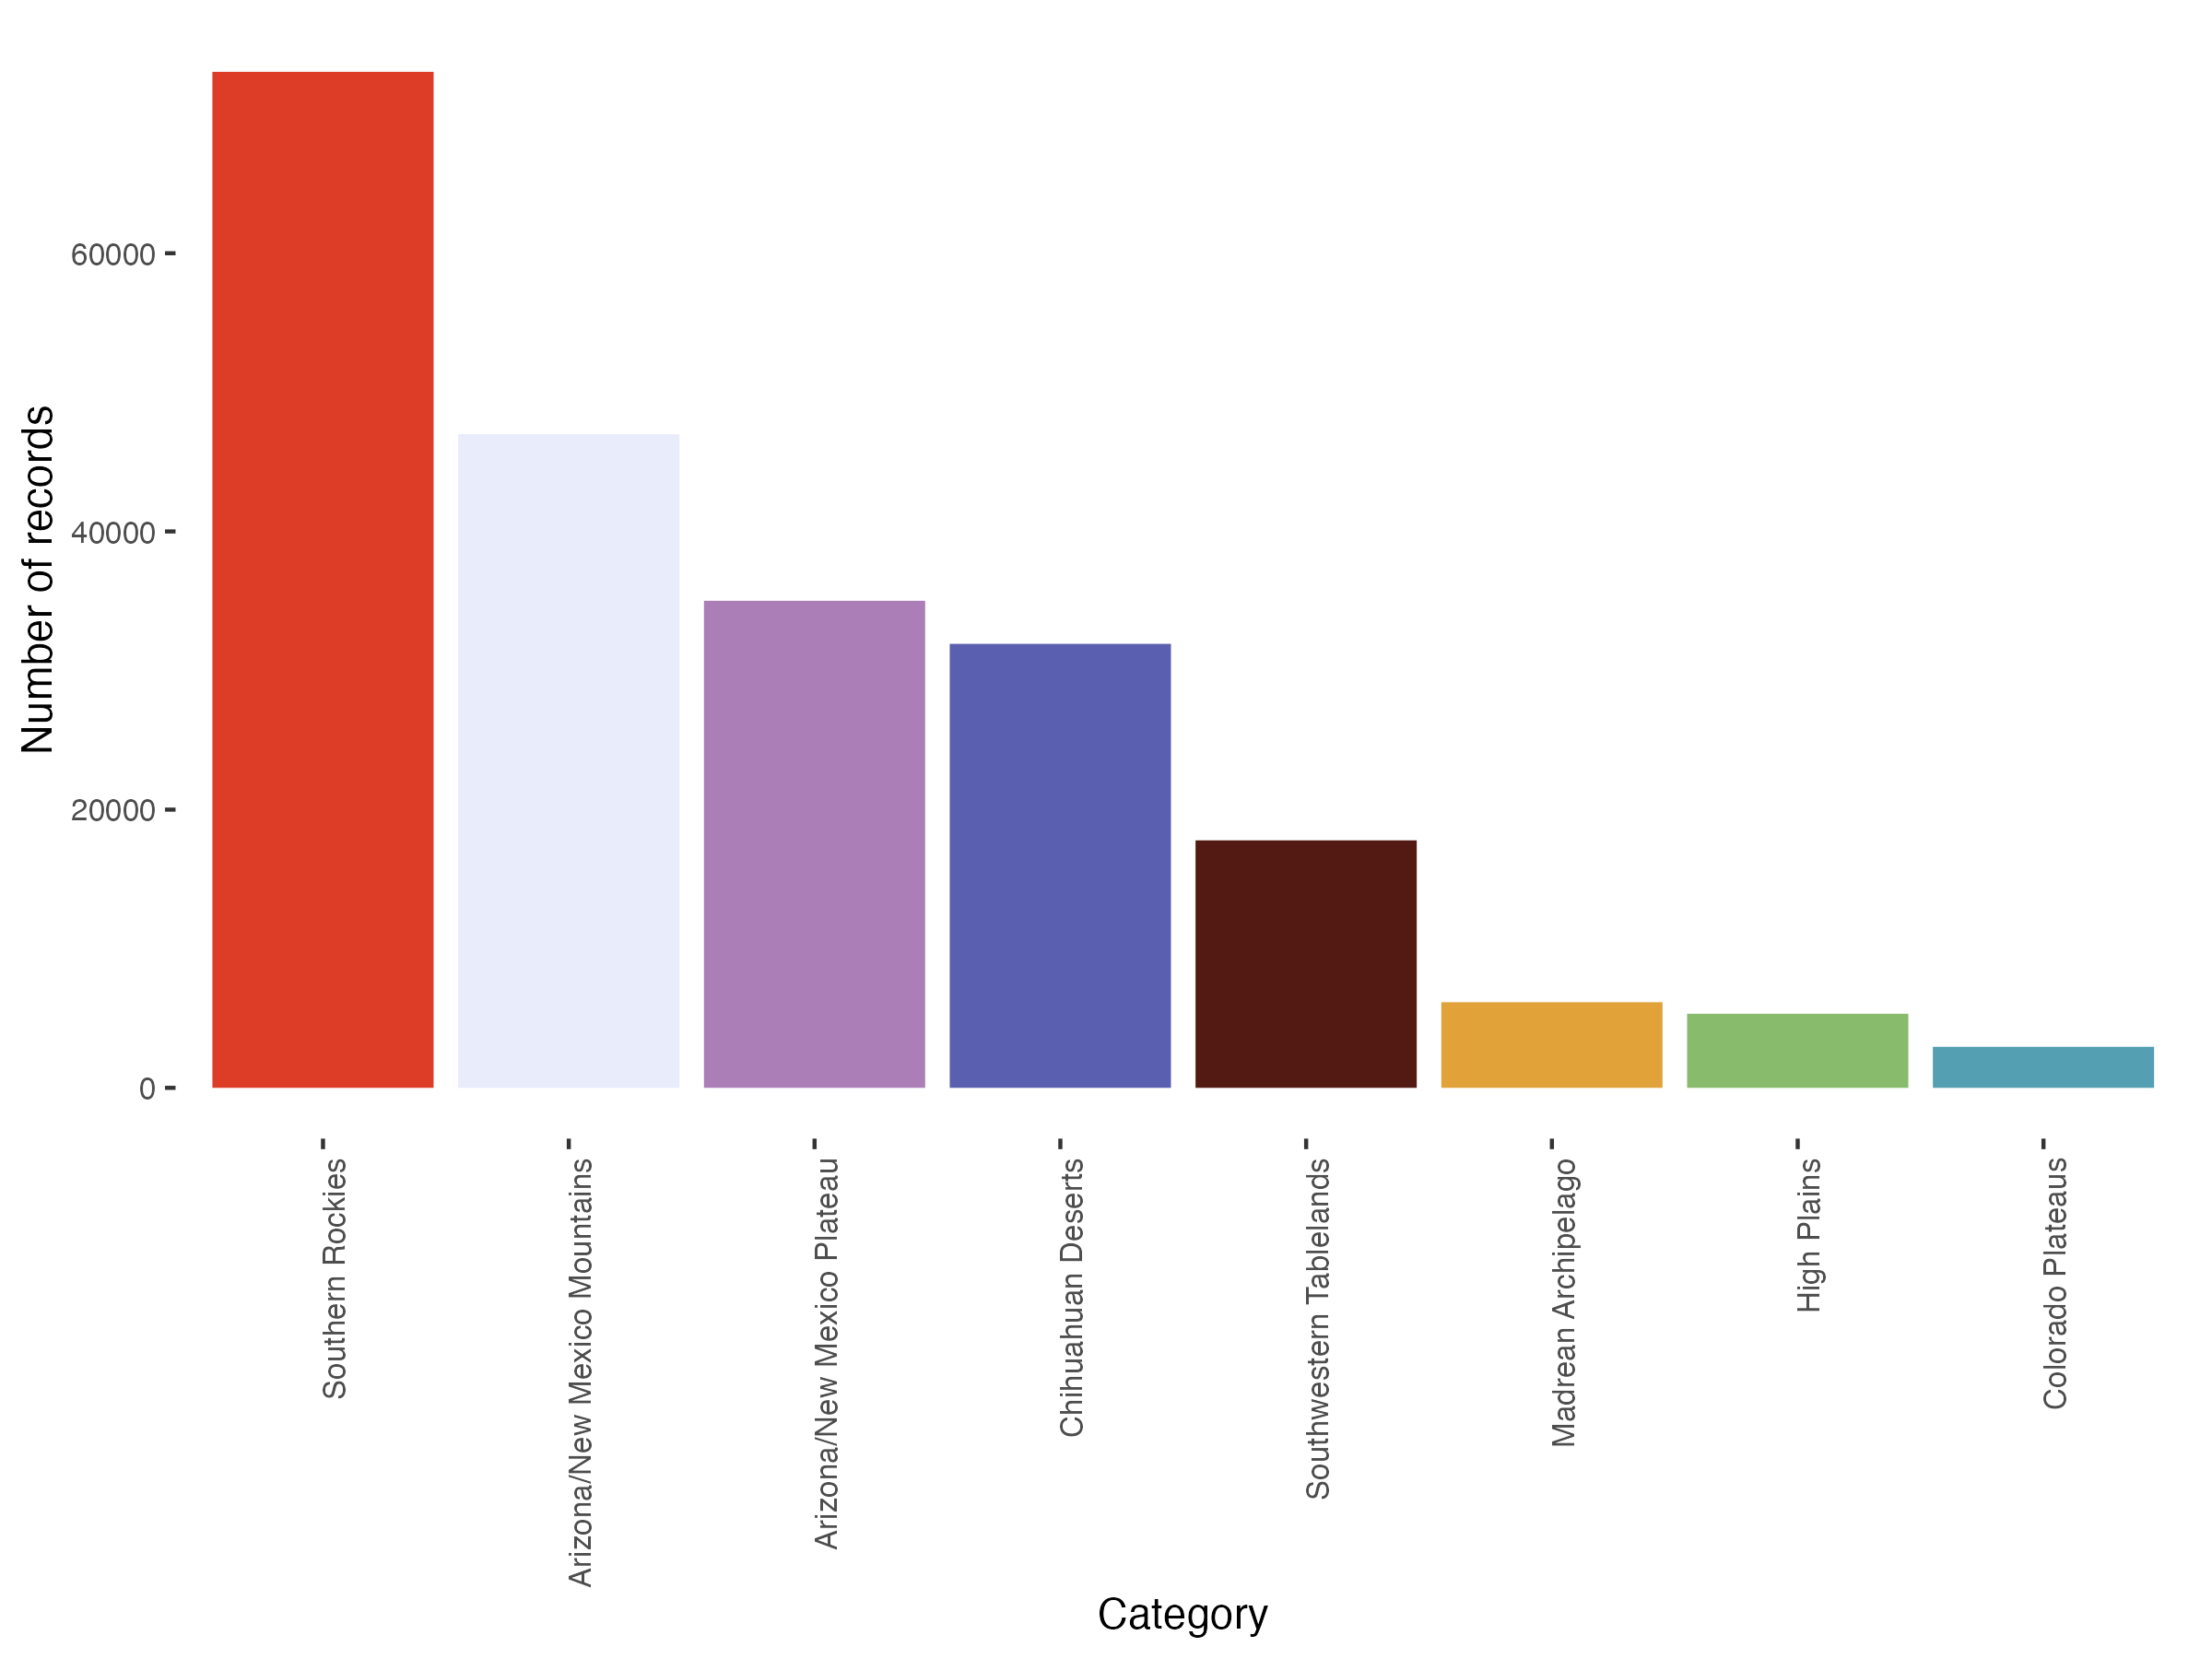 Number of records
60000
40000
20000
0
Southern Rockies
Arizona/New Mexico Mountains
Arizona/New Mexico Plateau
Chihuahuan Deserts
Southwestern Tablelands
Madrean Archipelago
High Plains
Colorado Plateaus
Category